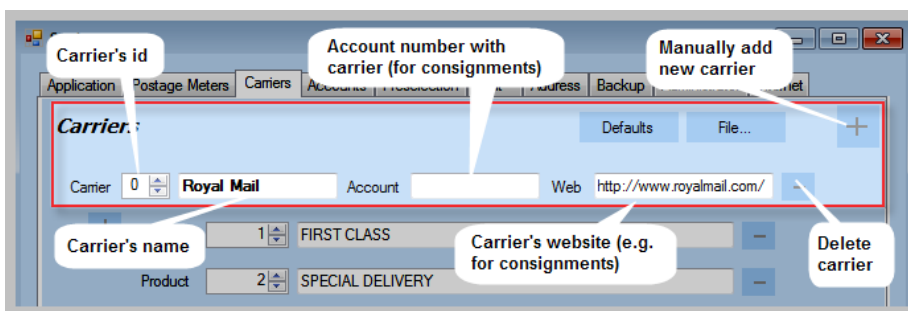 Carrier's id
Account number with
carrier (for consignments)
Manually add
new carrier
Application Postage Meters Carriers Accounts Preselection Address Backup
Carriers
Defaults File...
Carrier 0 Royal Mail Account Web http://www.royalmail.com/
Carrier's name
1 FIRST CLASS
Carrier's website (e.g.
for consignments)
Delete
carrier
Product 2 SPECIAL DELIVERY